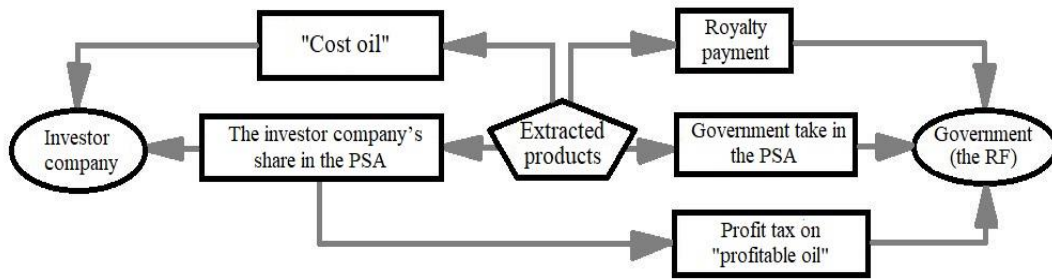 "Cost oil"
Royalty
payment
Investor
company
The investor company’s
share in the PSA
Extracted
products
Government take in
the PSA
Government
(the RF)
Profit tax on
"profitable oil"